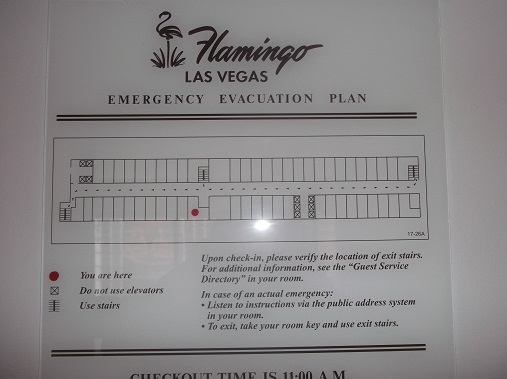 Flamingo
LAS VEGAS
EMERGENCY EVACUATION PLAN
17-26A
You are here
Do not use elevators
Use stairs
Upon check-in, please verify the location of exit stairs.
For additional information, see the "Guest Service
Directory" in your room.
In case of an actual emergency:
• Listen to instructions via the public address system
in your room.
• To exit, take your room key and use exit stairs.
CHECKOUT TIME IS 11:00 A.M.